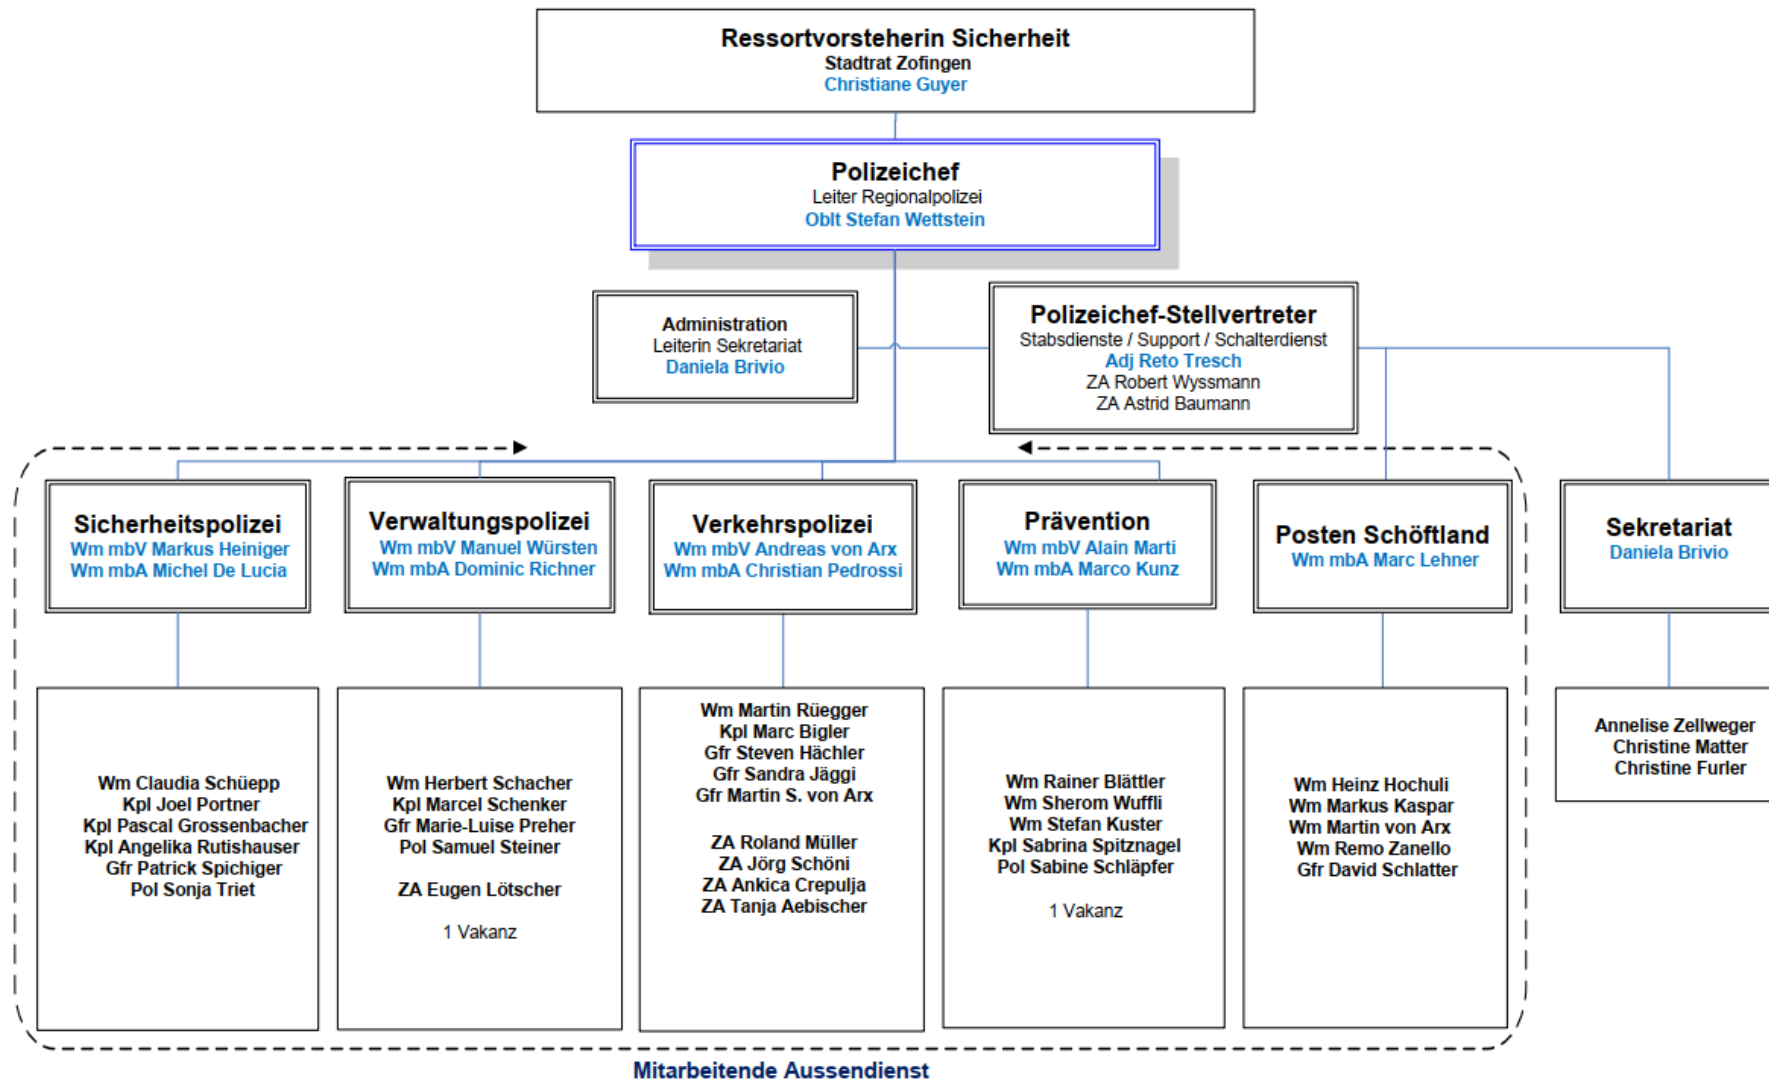 Ressortvorsteherin Sicherheit
Stadtrat Zofingen
Christiane Guyer
Polizeichef
Leiter Regionalpolizei
Oblt Stefan Wettstein
Administration
Leiterin Sekretariat
Daniela Brivio
Polizeichef-Stellvertreter
Stabsdienste / Support / Schalterdienst
Adj Reto Tresch
ZA Robert Wyssmann
ZA Astrid Baumann
Sicherheitspolizei
Wm mbV Markus Heiniger
Wm mbA Michel De Lucia
Verwaltungspolizei
Wm mbV Manuel Würsten
Wm mbA Dominic Richner
Verkehrspolizei
Wm mbV Andreas von Arx
Wm mbA Christian Pedrossi
Prävention
Wm mbV Alain Marti
Wm mbA Marco Kunz
Posten Schöftland
Wm mbA Marc Lehner
Sekretariat
Daniela Brivio
Wm Claudia Schüepp
Kpl Joel Portner
Kpl Pascal Grossenbacher
Kpl Angelika Rutishauser
Gfr Patrick Spichiger
Pol Sonja Triet
Wm Herbert Schacher
Kpl Marcel Schenker
Gfr Marie-Luise Preher
Pol Samuel Steiner
ZA Eugen Lötscher
1 Vakanz
Wm Martin Rüegger
Kpl Marc Bigler
Gfr Steven Hächler
Gfr Sandra Jäggi
Gfr Martin S. von Arx
ZA Roland Müller
ZA Jörg Schöni
ZA Ankica Crepulja
ZA Tanja Aebischer
Wm Rainer Blättler
Wm Sherom Wuffli
Wm Stefan Kuster
Kpl Sabrina Spitznagel
Pol Sabine Schläpfer
1 Vakanz
Wm Heinz Hochuli
Wm Markus Kaspar
Wm Martin von Arx
Wm Remo Zanello
Gfr David Schlatter
Annelise Zellweger
Christine Matter
Christine Furler
Mitarbeitende Aussendienst